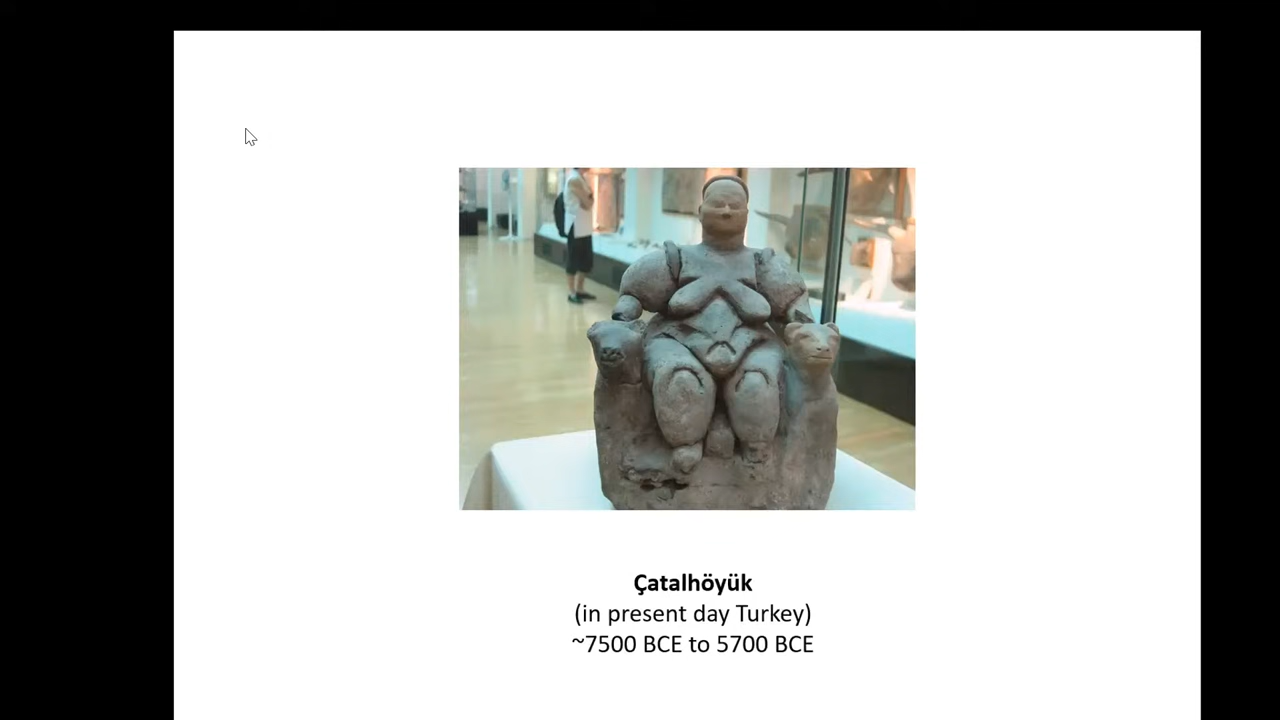 Çatalhöyük
(in present day Turkey)
~7500 BCE to 5700 BCE